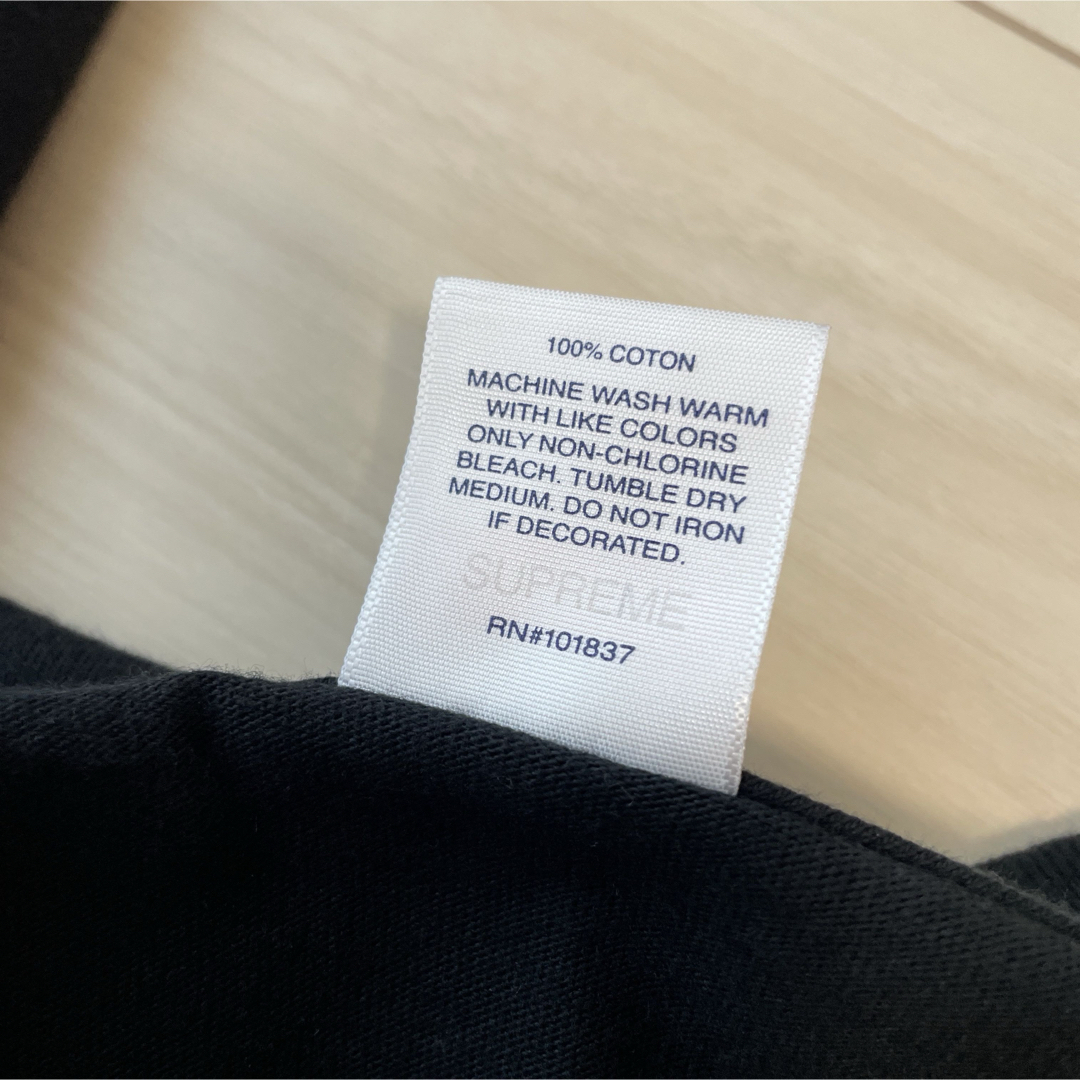 100% COTON
MACHINE WASH WARM
WITH LIKE COLORS
ONLY NON-CHLORINE
BLEACH. TUMBLE DRY
MEDIUM. DO NOT IRON
IF DECORATED.
SUPREME
RN#101837